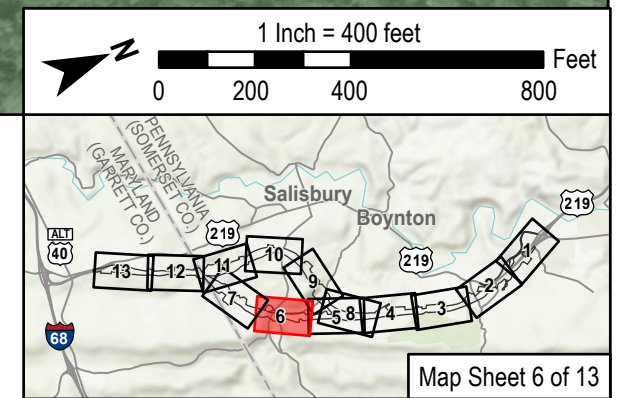 1 Inch = 400 feet
N
Feet
0 200 400 800
PENNSYLVANIA
(SOMERSET CO.)
MARYLAND
(GARRETT CO.)
Salisbury
Boynton
219
219
219
ALT
40
68
13 12 11 10 9 7 6 5 8 4 3 2 1
Map Sheet 6 of 13